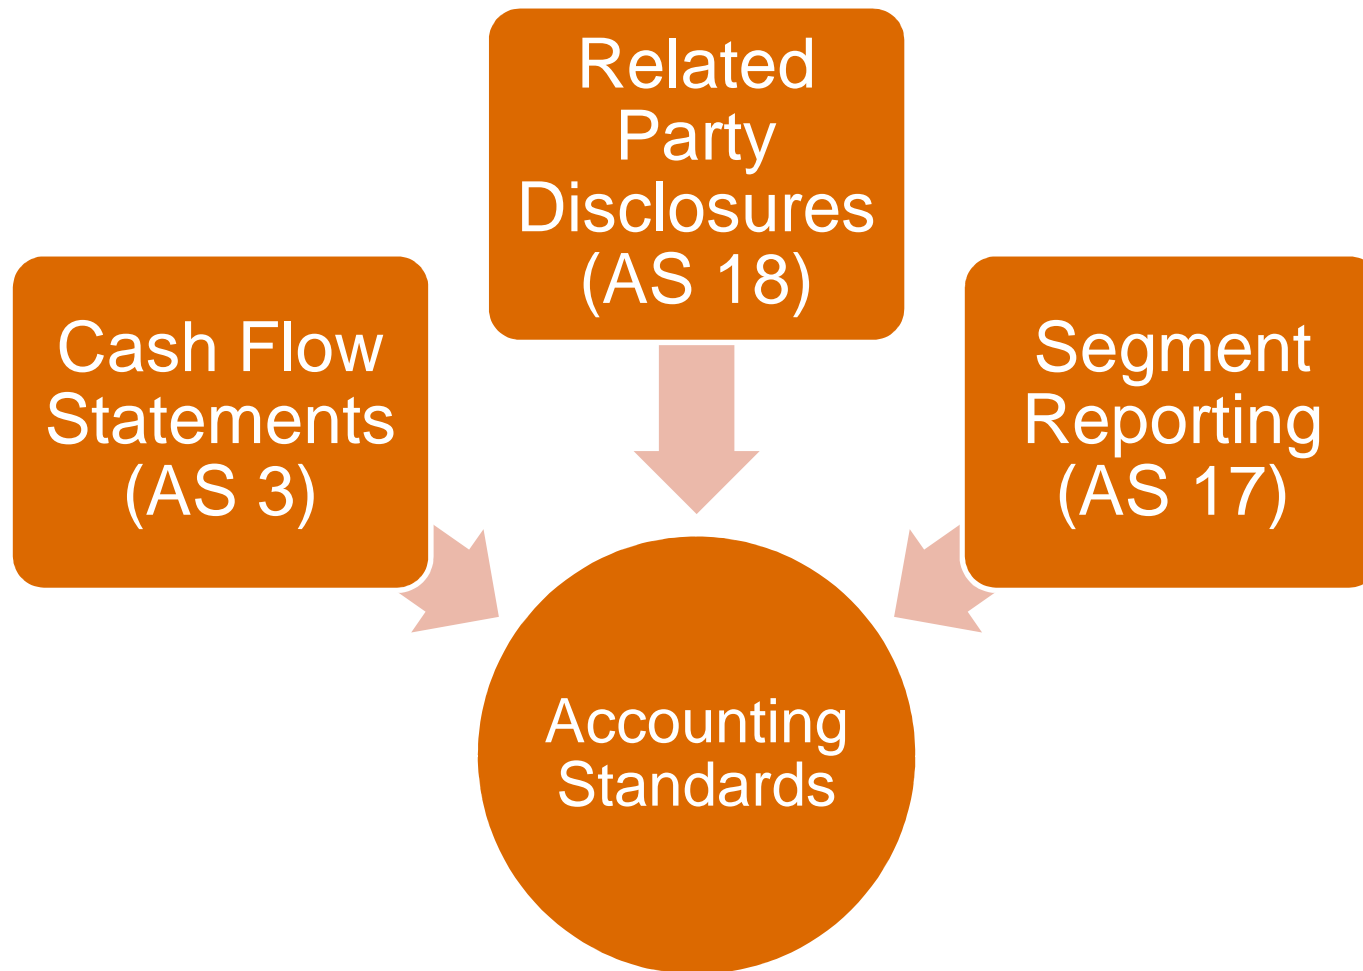 Related
Party
Disclosures
(AS 18)
Cash Flow
Statements
(AS 3)
Segment
Reporting
(AS 17)
Accounting
Standards